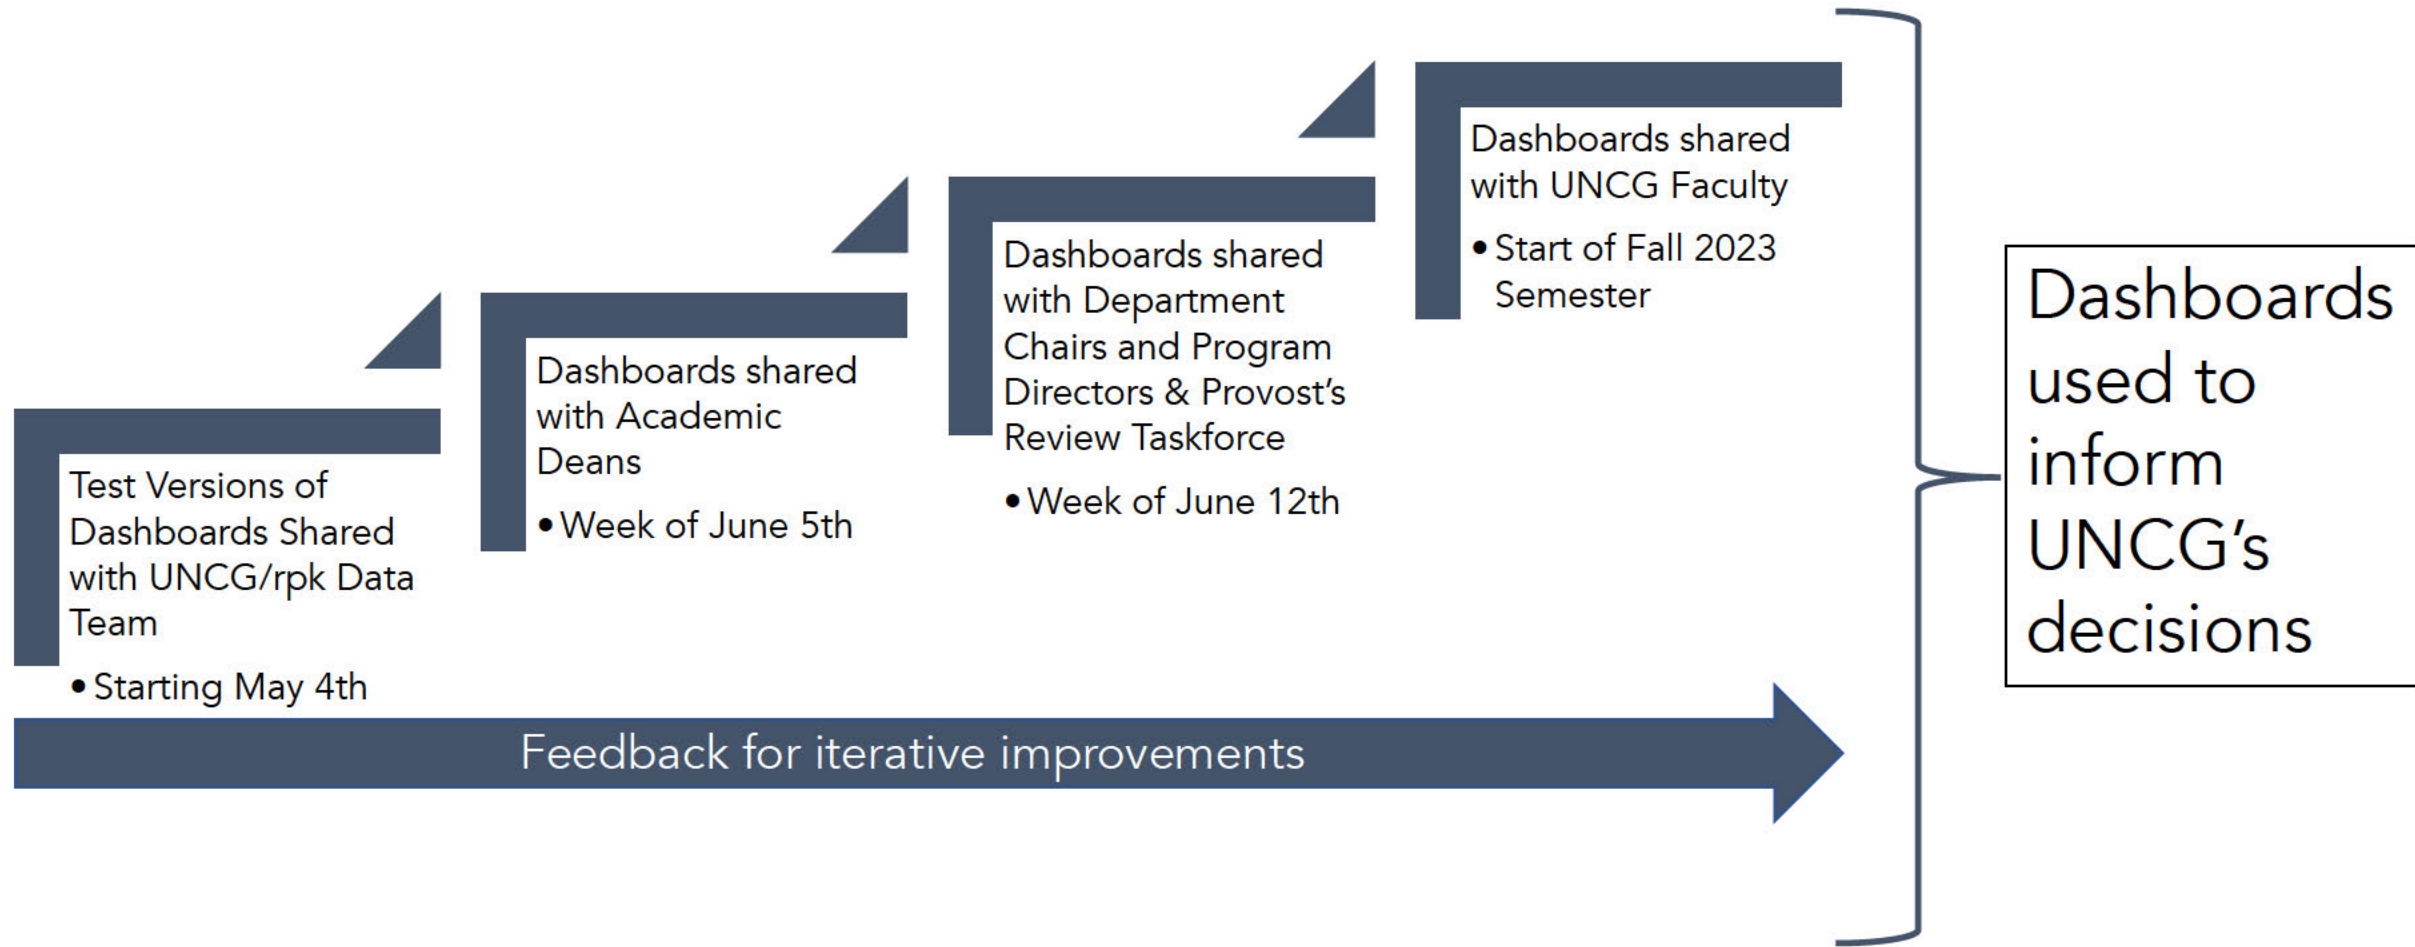 Test Versions of
Dashboards Shared
with UNCG/rpk Data
Team
• Starting May 4th
Dashboards shared
with Academic
Deans
• Week of June 5th
Dashboards shared
with Department
Chairs and Program
Directors & Provost's
Review Taskforce
• Week of June 12th
Dashboards shared
with UNCG Faculty
• Start of Fall 2023
Semester
Feedback for iterative improvements
Dashboards
used to
inform
UNCG's
decisions